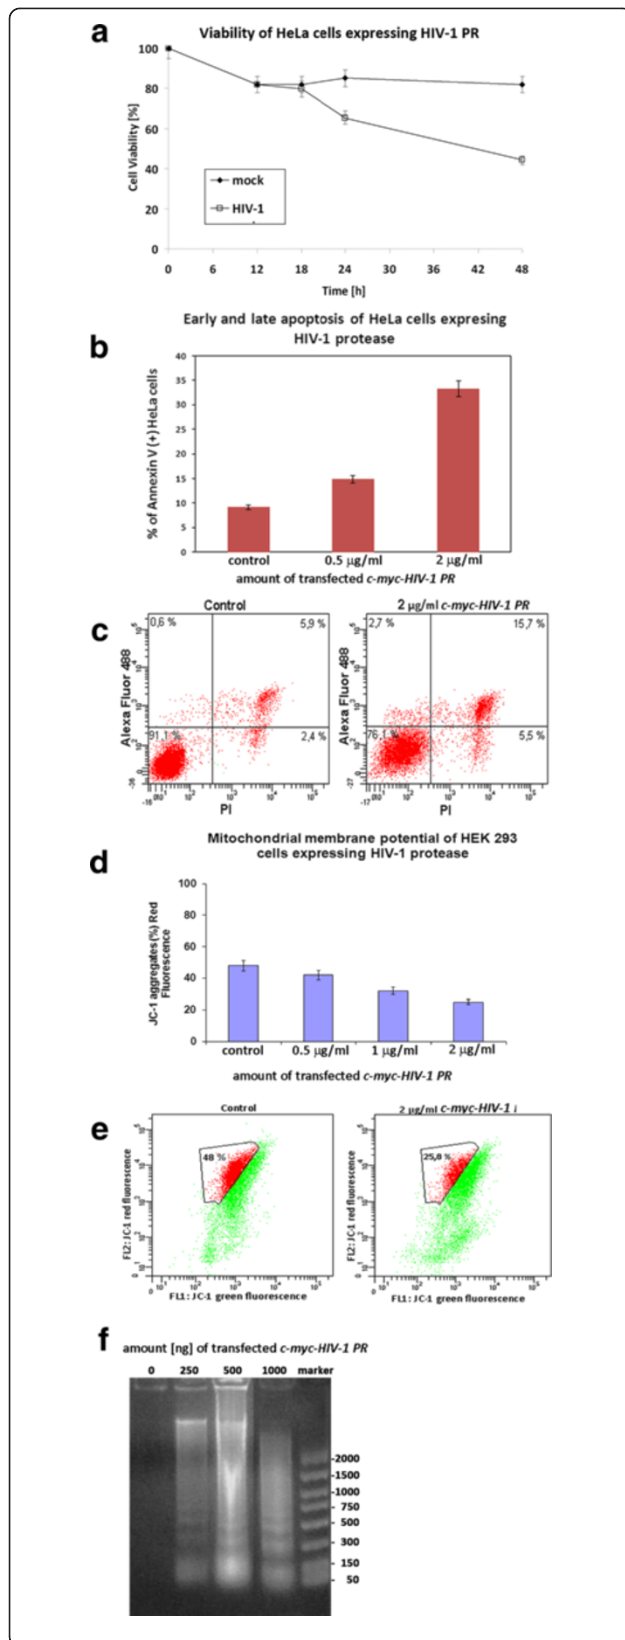 a
Viability of HeLa cells expressing HIV-1 PR
Cell Viability [%]
100
80
60
40
20
0
mock
HIV-1
0 6 12 18 24 30 36 42 48
Time [h]
b
Early and late apoptosis of HeLa cells expresing
HIV-1 protease
% of Annexin V (+) HeLa cells
40
35
30
25
20
15
10
5
0
control 0.5 µg/ml 2 µg/ml
amount of transfected c-myc-HIV-1 PR
c
Control
0,6 % 5,9 %
91,1 % 2,4 %
Alexa Fluor 488
PI
2 µg/ml c-myc-HIV-1 PR
2,7 % 15,7 %
76,1 % 5,5 %
Alexa Fluor 488
PI
d
Mitochondrial membrane potential of HEK 293
cells expressing HIV-1 protease
JC-1 aggregates (%) Red
Fluorescence
100
80
60
40
20
0
control 0.5 µg/ml 1 µg/ml 2 µg/ml
amount of transfected c-myc-HIV-1 PR
e
Control
48 %
FL2: JC-1 red fluorescence
FL1: JC-1 green fluorescence
2 µg/ml c-myc-HIV-1
25,8 %
FL2: JC-1 red fluorescence
FL1: JC-1 green fluorescence
f
amount [ng] of transfected c-myc-HIV-1 PR
0 250 500 1000 marker
-2000
-1500
-1000
- 750
- 500
- 300
- 150
- 50